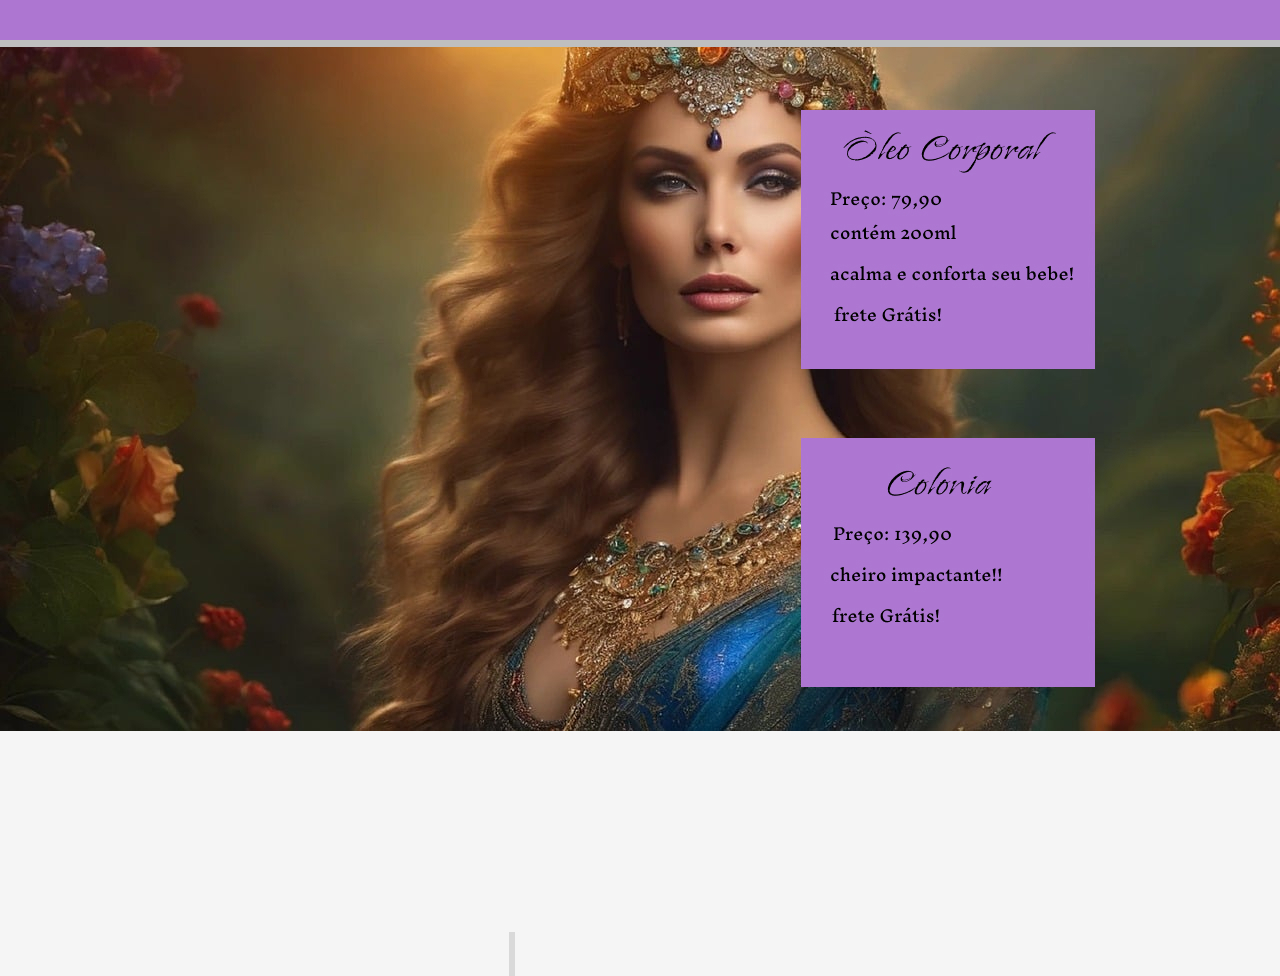 Òleo Corporal
Preço: 79,90
contém 200ml
acalma e conforta seu bebe!
frete Grátis!
Colonia
Preço: 139,90
cheiro impactante!!
frete Grátis!